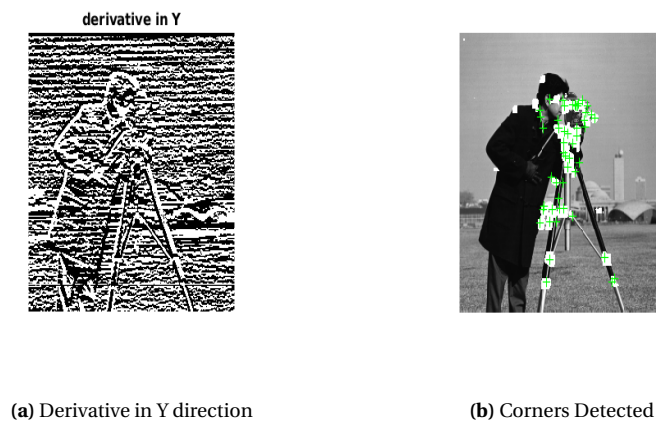 derivative in Y
(a) Derivative in Y direction
(b) Corners Detected